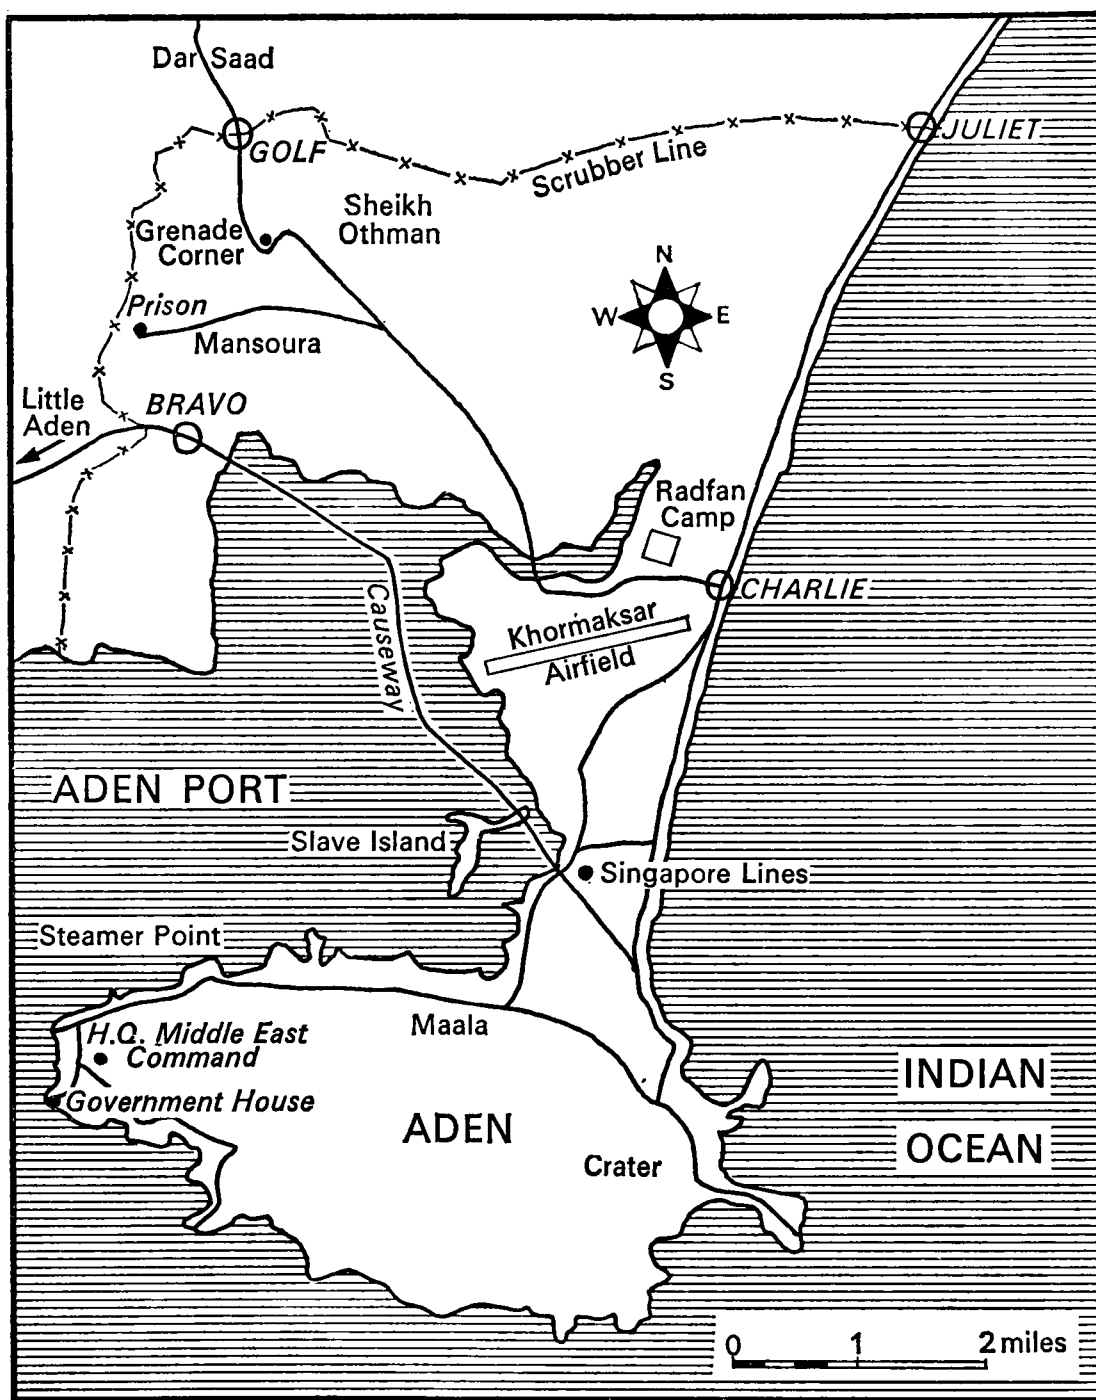 Dar Saad
GOLF
JULIET
Scrubber Line
Sheikh
Othman
Grenade
Corner
N
W E
S
Prison
Mansoura
Little
Aden
BRAVO
Radfan
Camp
CHARLIE
Causeway
Khormaksar
Airfield
ADEN PORT
Slave Island
Singapore Lines
Steamer Point
Maala
H.Q. Middle East
Command
Government House
ADEN
Crater
INDIAN
OCEAN
0 1 2 miles